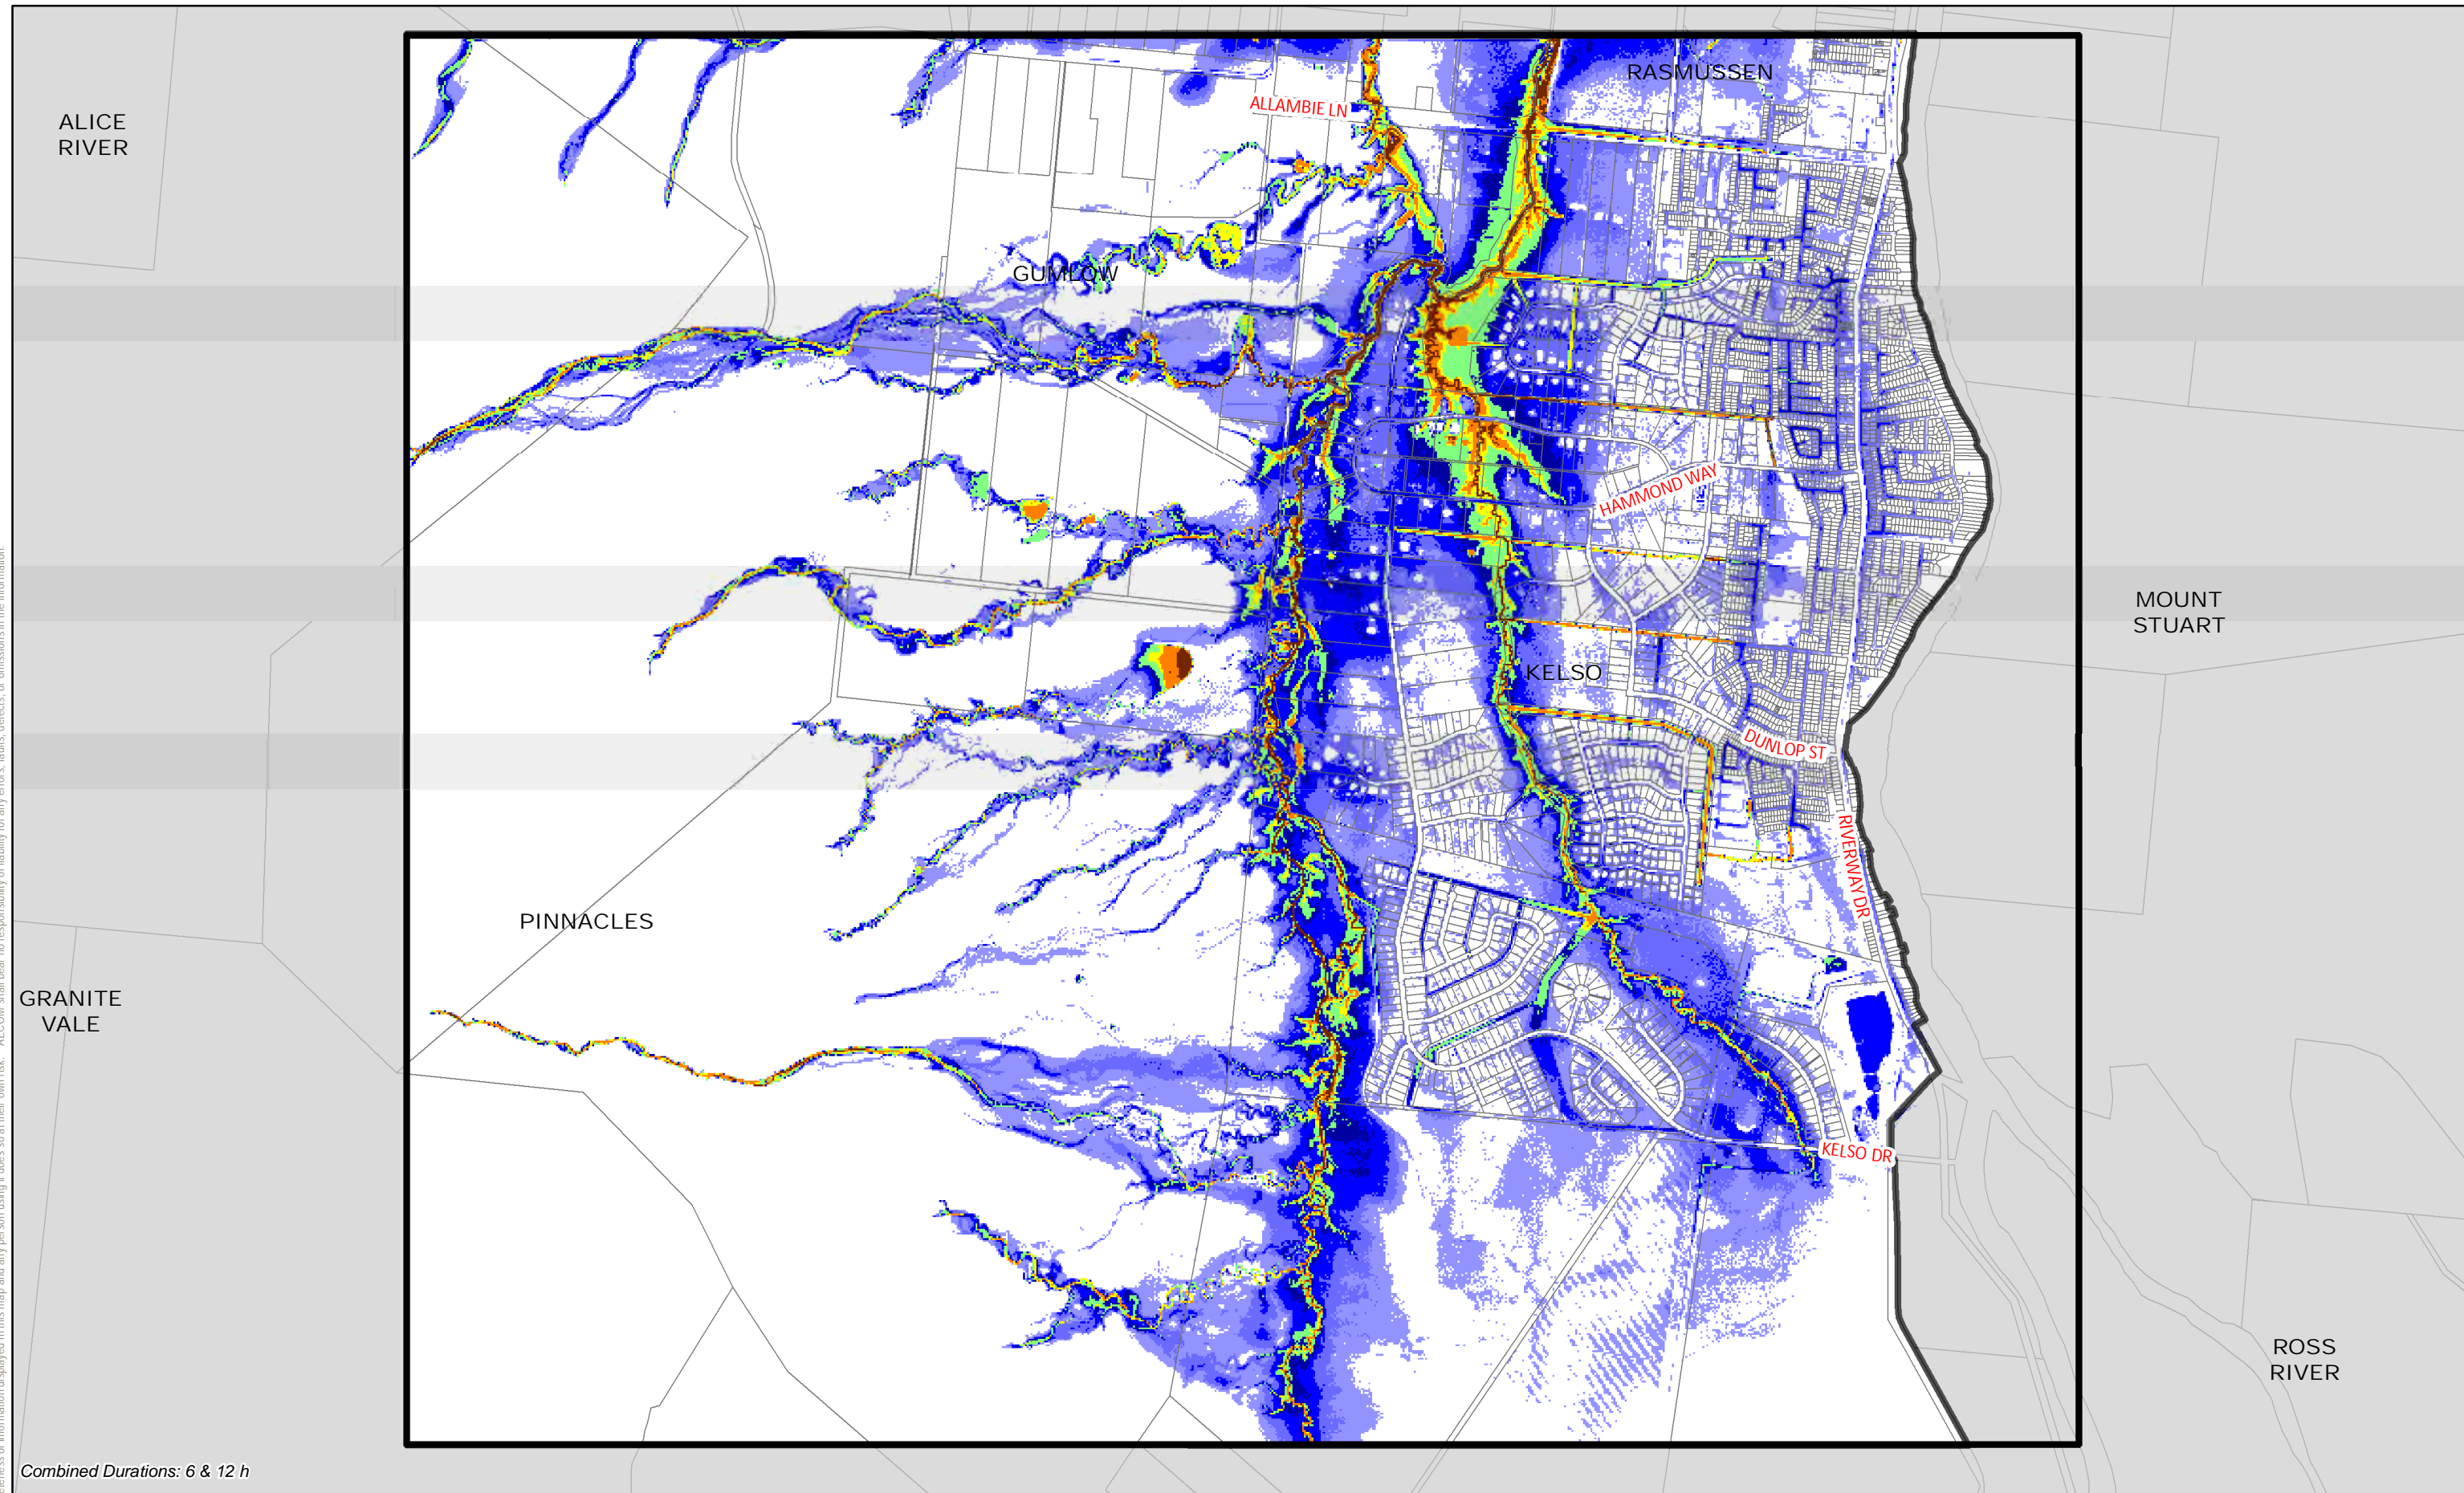 RASMUSSEN
ALLAMBIE LN
ALICE
RIVER
GUMLOW
HAMMOND WAY
MOUNT
STUART
KELSO
DUNLOP ST
RIVERWAY DR
PINNACLES
GRANITE
VALE
KELSO DR
ROSS
RIVER
Combined Durations: 6 & 12 h